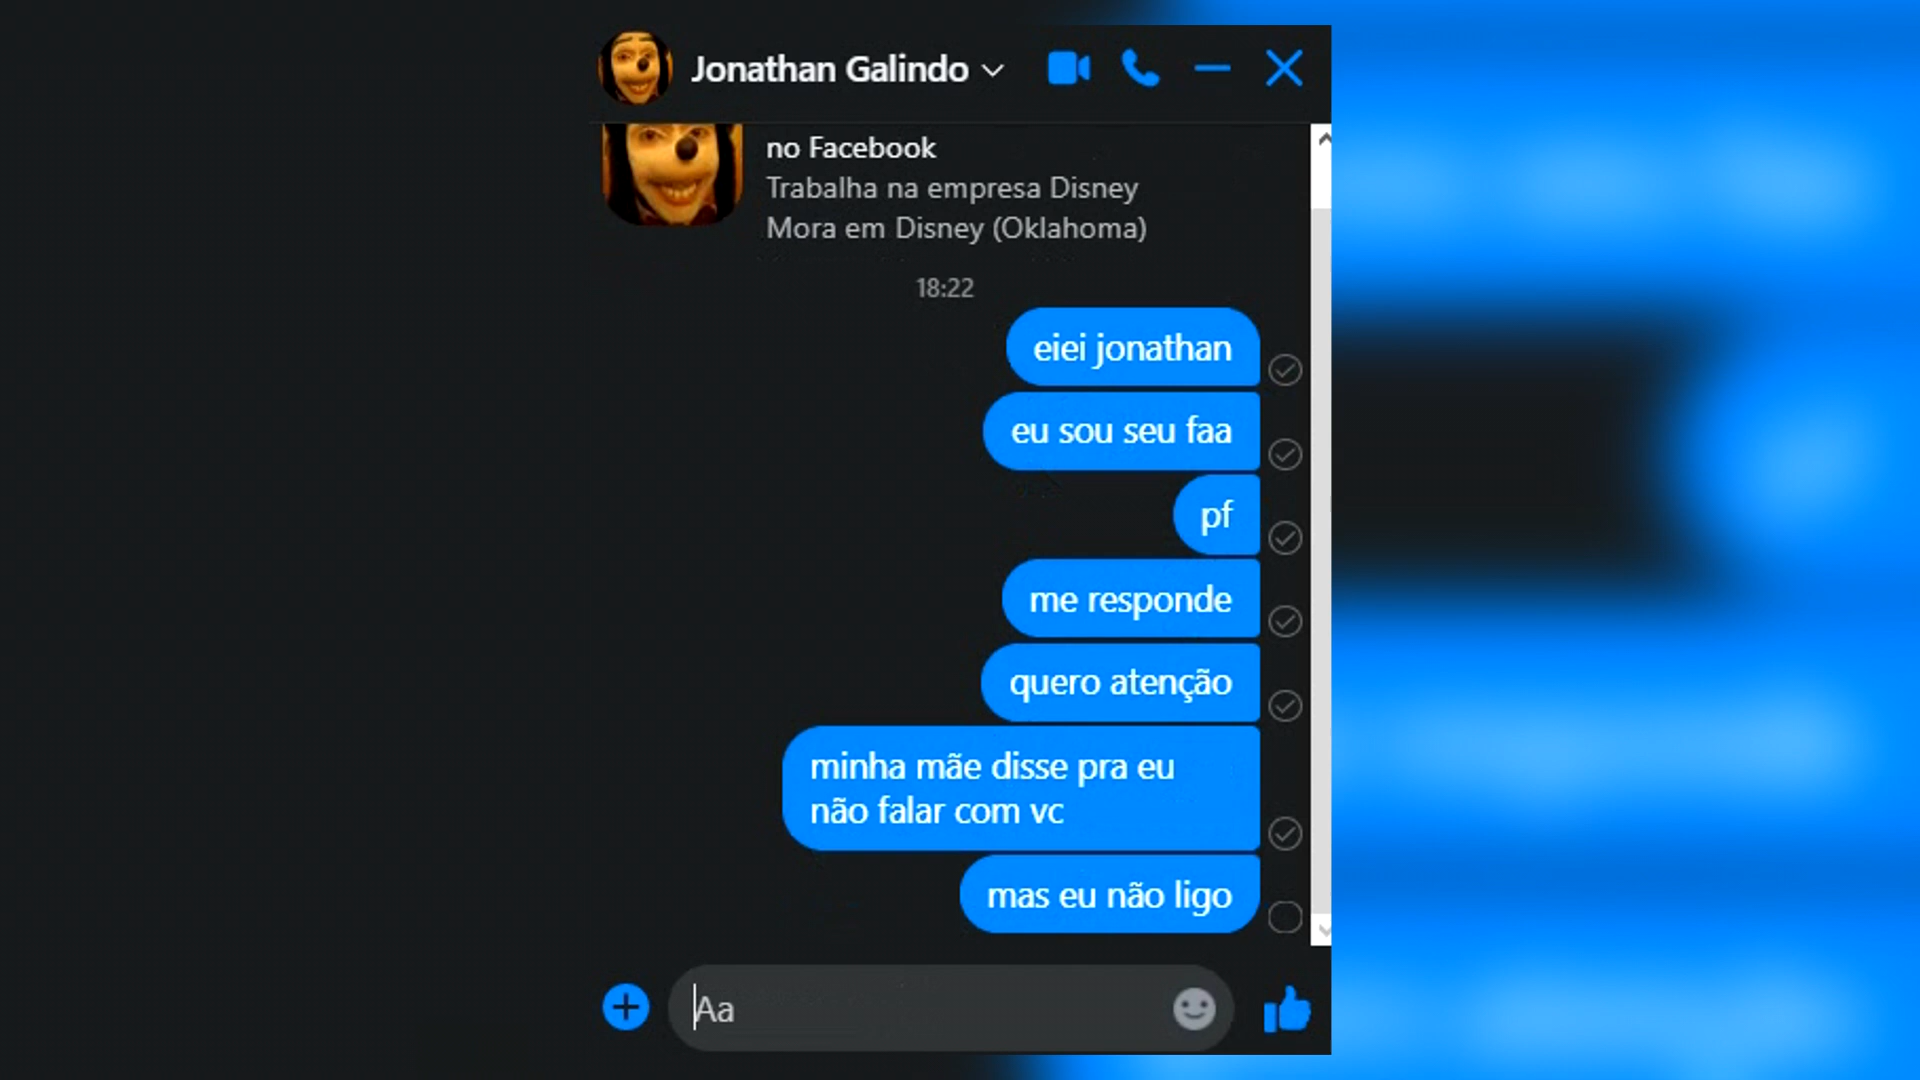 Jonathan Galindo
no Facebook
Trabalha na empresa Disney
Mora em Disney (Oklahoma)
18:22
eiei jonathan
eu sou seu faa
pf
me responde
quero atenção
minha mãe disse pra eu
não falar com vc
mas eu não ligo
Aa